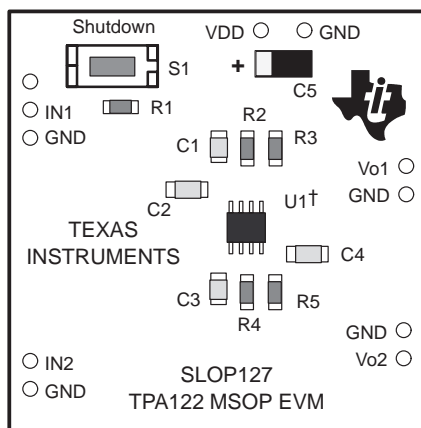 Shutdown
VDD
GND
+
S1
C5
IN1
R1
GND
C1
R2
R3
Vo1
C2
U1†
GND
TEXAS
INSTRUMENTS
C4
C3
R4
R5
GND
IN2
Vo2
GND
SLOP127
TPA122 MSOP EVM